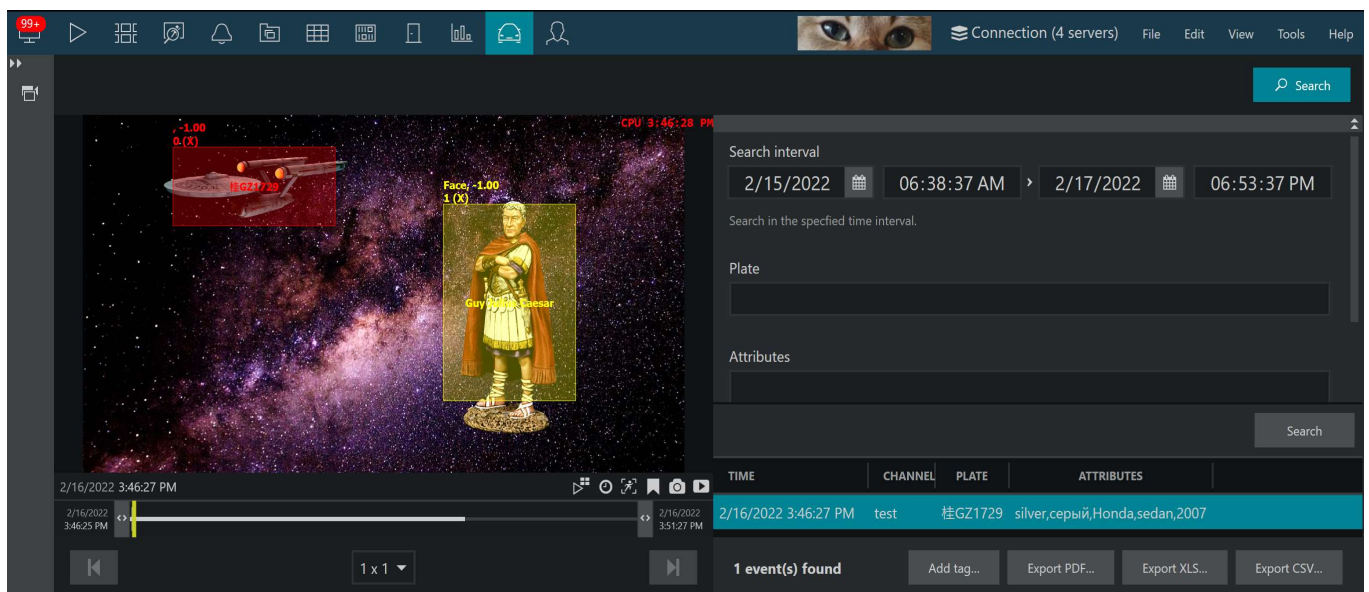 99+
Connection (4 servers) File Edit View Tools Help
Search
CPU 3:46:28 PM
, -1.00
0 (X)
桂GZ1729
Face, -1.00
1 (X)
Guy Caesar
Search interval
2/15/2022 06:38:37 AM › 2/17/2022 06:53:37 PM
Search in the specfied time interval.
Plate
Attributes
Search
2/16/2022 3:46:27 PM
2/16/2022
3:46:25 PM
2/16/2022
3:51:27 PM
1 x 1
TIME CHANNEL PLATE ATTRIBUTES
2/16/2022 3:46:27 PM test 桂GZ1729 silver,серый,Honda,sedan,2007
1 event(s) found Add tag... Export PDF... Export XLS... Export CSV...